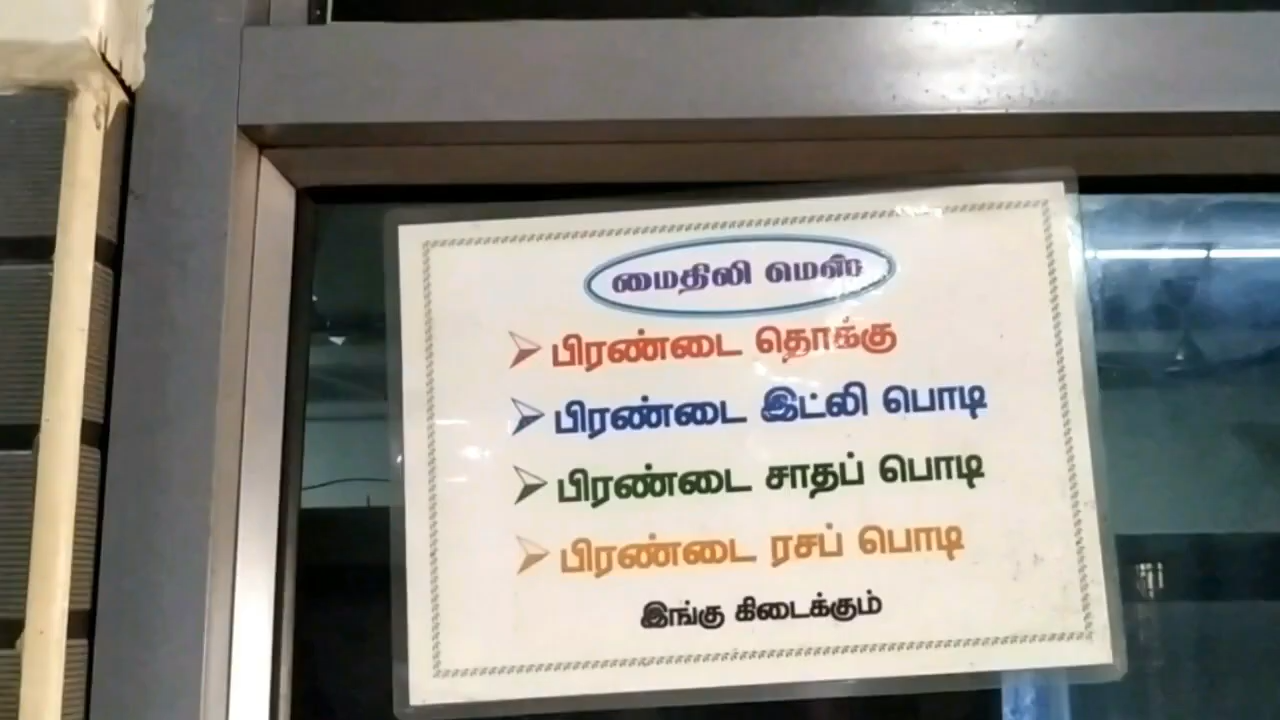 மைதிலி மெஸ்
பிரண்டை தொக்கு
பிரண்டை இட்லி பொடி
பிரண்டை சாதப் பொடி
பிரண்டை ரசப் பொடி
இங்கு கிடைக்கும்